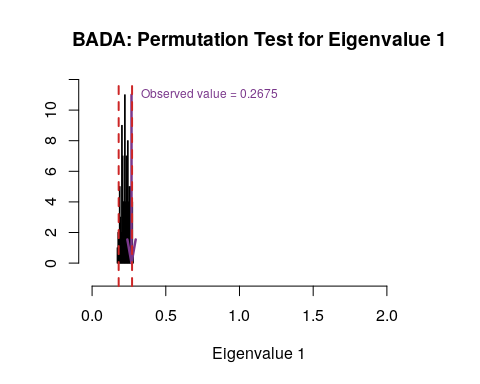 BADA: Permutation Test for Eigenvalue 1
Observed value = 0.2675
10
8
6
4
2
0
0.0 0.5 1.0 1.5 2.0
Eigenvalue 1